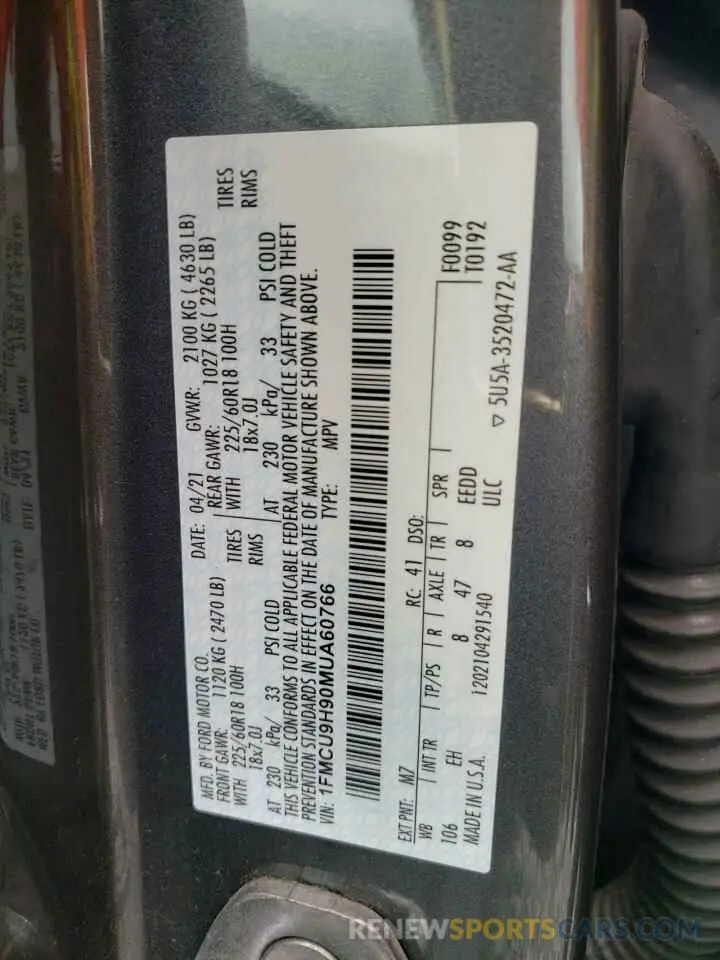 MFD. BY FORD MOTOR CO. DATE: 04/21 GVWR: 2100 KG ( 4630 LB)
FRONT GAWR: 1120 KG ( 2470 LB) REAR GAWR: 1027 KG ( 2265 LB)
WITH 225/60R18 100H TIRES WITH 225/60R18 100H TIRES
18x7.0J RIMS 18x7.0J RIMS
AT 230 kPa/ 33 PSI COLD AT 230 kPa/ 33 PSI COLD
THIS VEHICLE CONFORMS TO ALL APPLICABLE FEDERAL MOTOR VEHICLE SAFETY AND THEFT
PREVENTION STANDARDS IN EFFECT ON THE DATE OF MANUFACTURE SHOWN ABOVE.
VIN: 1FMCU9H90MUA60766 TYPE: MPV
EXT PNT: M7 RC: 41 DSO: F0099
WB INT TR TP/PS R AXLE TR SPR T0192
106 EH 8 47 8 EEDD
MADE IN U.S.A. 1202104291540 ULC ▽ 5U5A-3520472-AA
RENEWSPORTSCARS.COM